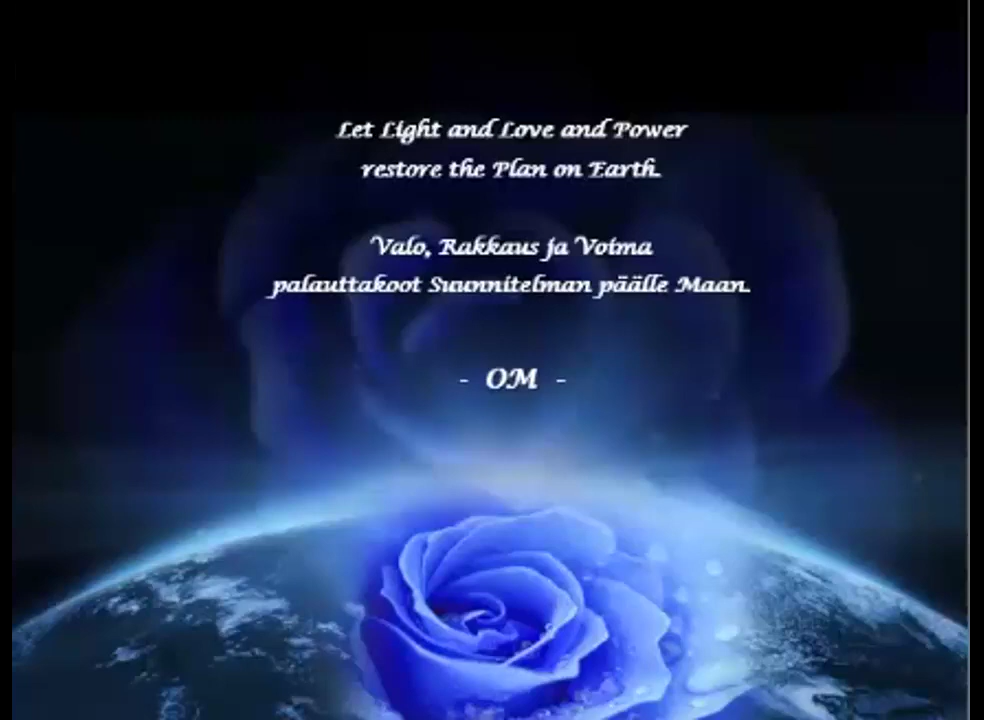 Let Light and Love and Power
restore the Plan on Earth.
Valo, Rakkaus ja Voima
palauttakoot Suunnitelman päälle Maan.
- OM -